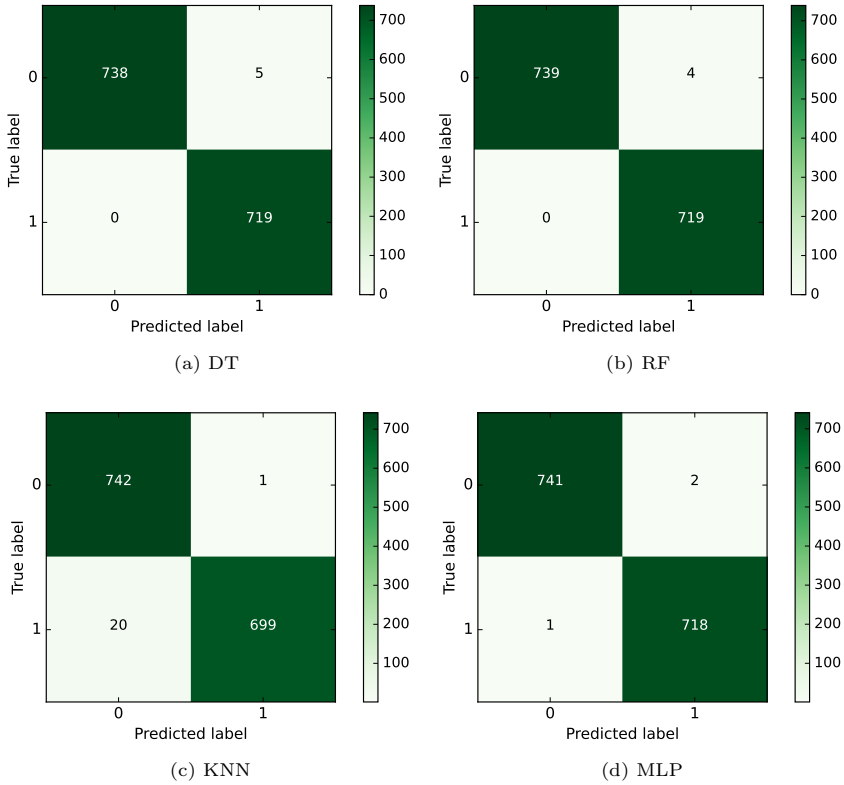 738 5
0 719
0 1
0 1
True label
Predicted label
0 100 200 300 400 500 600 700
(a) DT
739 4
0 719
0 1
0 1
True label
Predicted label
0 100 200 300 400 500 600 700
(b) RF
742 1
20 699
0 1
0 1
True label
Predicted label
100 200 300 400 500 600 700
(c) KNN
741 2
1 718
0 1
0 1
True label
Predicted label
100 200 300 400 500 600 700
(d) MLP